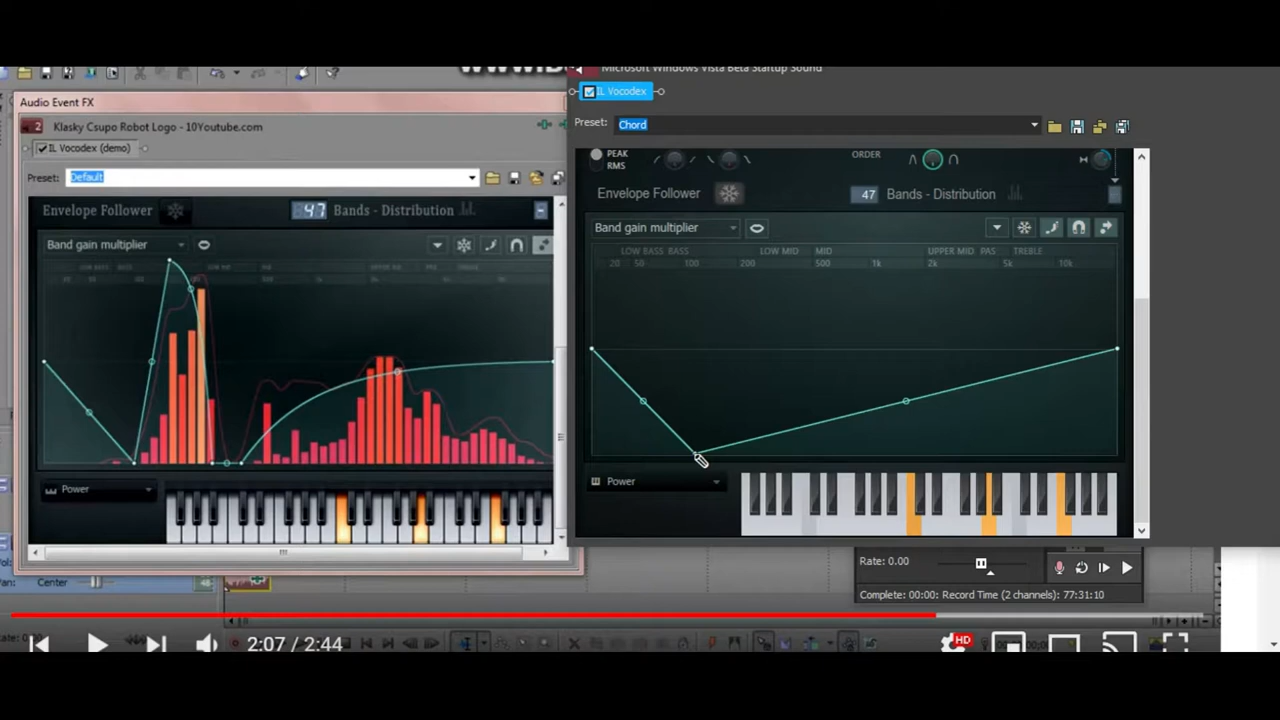 Audio Event FX
2 Klasky Csupo Robot Logo - 10Youtube.com
IL Vocodex (demo)
Preset: Default
Envelope Follower 47 Bands - Distribution
Band gain multiplier
Power
Center
Microsoft Windows Vista Beta Startup Sound
IL Vocodex
Preset: Chord
PEAK
RMS
ORDER
Envelope Follower 47 Bands - Distribution
Band gain multiplier
LOW BASS BASS LOW MID MID UPPER MID PAS TREBLE
20 50 100 200 500 1k 2k 5k 10k
Power
Rate: 0.00
Complete: 00:00: Record Time (2 channels): 77:31:10
2:07 / 2:44
HD